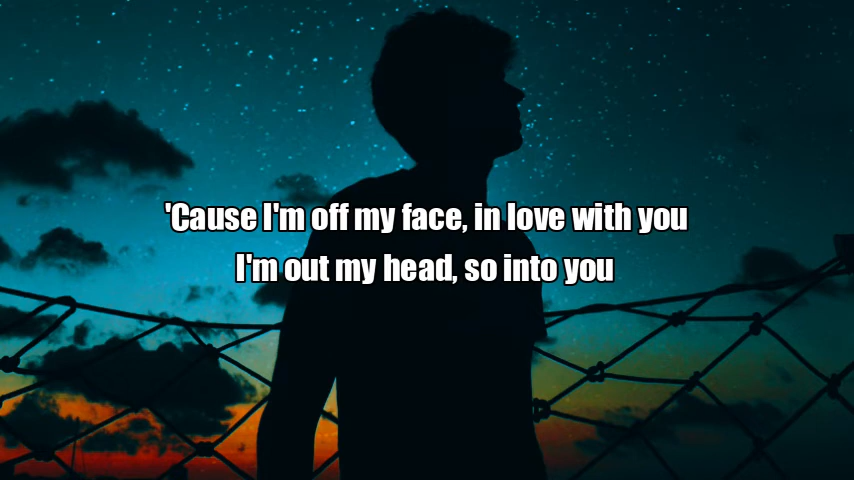 'Cause I'm off my face, in love with you
I'm out my head, so into you